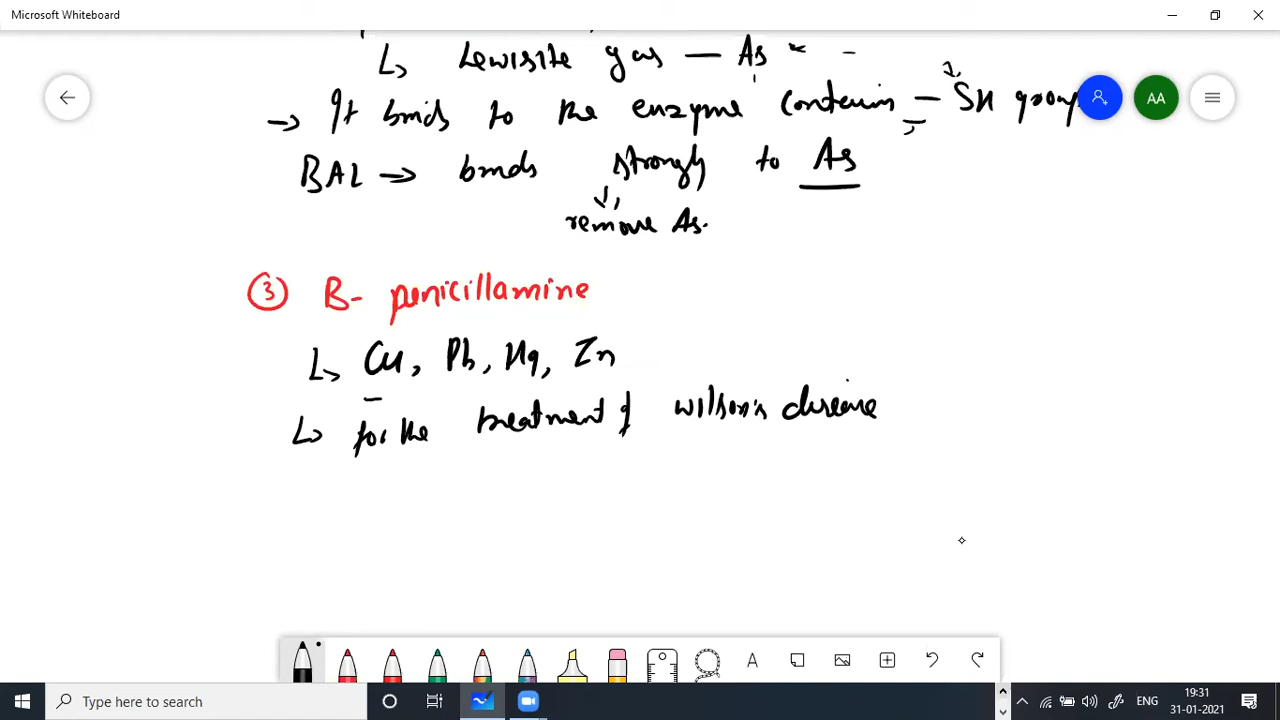 Microsoft Whiteboard
↳ Lewisite gas — As
→ It binds to the enzyme contains — SH group
AA
BAL → binds strongly to As
remove As.
③ B- penicillamine
↳ Cu, Pb, Hg, Zn
↳ for the treatment of wilson's disease
A
Type here to search
ENG
19:31
31-01-2021